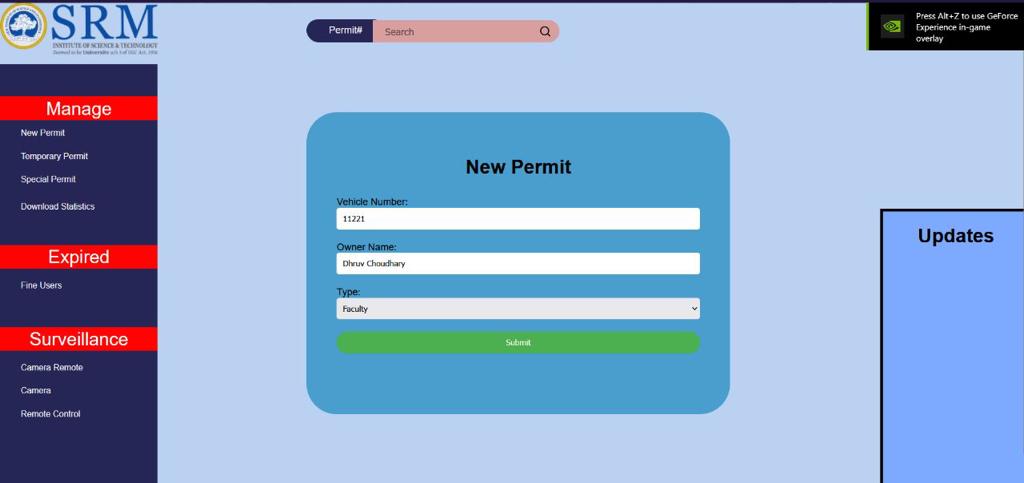 SRM
INSTITUTE OF SCIENCE & TECHNOLOGY
Deemed to be University u/s 3 of UGC Act, 1956
Permit#
Search
Press Alt+Z to use GeForce
Experience in-game
overlay
Manage
New Permit
Temporary Permit
Special Permit
Download Statistics
Expired
Fine Users
Surveillance
Camera Remote
Camera
Remote Control
New Permit
Vehicle Number:
11221
Owner Name:
Dhruv Choudhary
Type:
Faculty
Submit
Updates